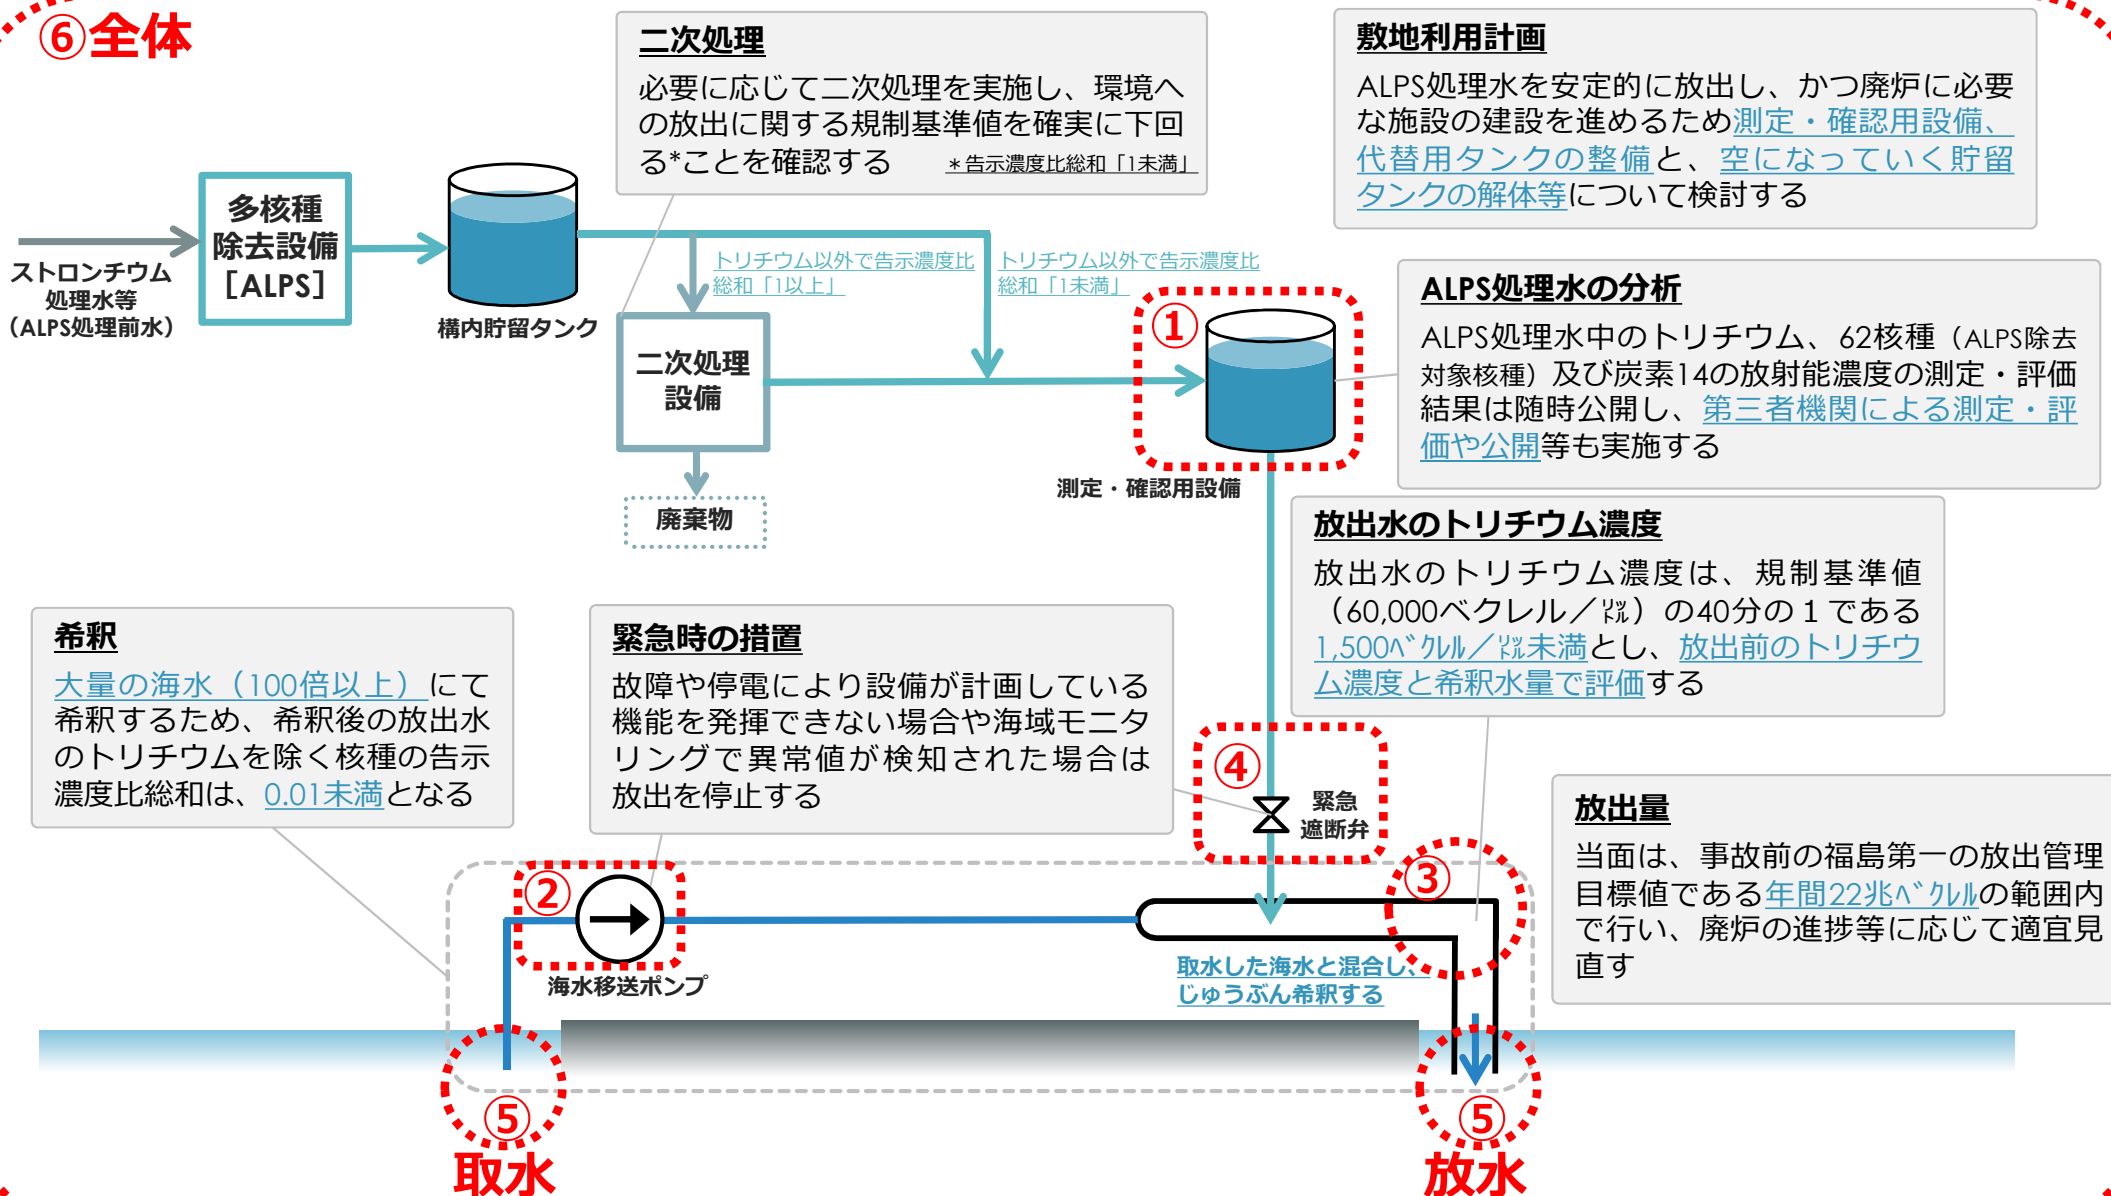 ⑥全体
二次処理
必要に応じて二次処理を実施し、環境へ
の放出に関する規制基準値を確実に下回
る*ことを確認する　＊告示濃度比総和「1未満」
敷地利用計画
ALPS処理水を安定的に放出し、かつ廃炉に必要
な施設の建設を進めるため測定・確認用設備、
代替用タンクの整備と、空になっていく貯留
タンクの解体等について検討する
ストロンチウム
処理水等
（ALPS処理前水）
多核種
除去設備
［ALPS］
構内貯留タンク
トリチウム以外で告示濃度比
総和「1以上」
トリチウム以外で告示濃度比
総和「1未満」
二次処理
設備
廃棄物
①
測定・確認用設備
ALPS処理水の分析
ALPS処理水中のトリチウム、62核種（ALPS除去
対象核種）及び炭素14の放射能濃度の測定・評価
結果は随時公開し、第三者機関による測定・評
価や公開等も実施する
放出水のトリチウム濃度
放出水のトリチウム濃度は、規制基準値
（60,000ベクレル／㍑）の40分の１である
1,500ﾍﾞｸﾚﾙ／㍑未満とし、放出前のトリチウ
ム濃度と希釈水量で評価する
希釈
大量の海水（100倍以上）にて
希釈するため、希釈後の放出水
のトリチウムを除く核種の告示
濃度比総和は、0.01未満となる
緊急時の措置
故障や停電により設備が計画している
機能を発揮できない場合や海域モニタ
リングで異常値が検知された場合は
放出を停止する
④
緊急
遮断弁
放出量
当面は、事故前の福島第一の放出管理
目標値である年間22兆ﾍﾞｸﾚﾙの範囲内
で行い、廃炉の進捗等に応じて適宜見
直す
②
海水移送ポンプ
③
取水した海水と混合し、
じゅうぶん希釈する
⑤
取水
⑤
放水